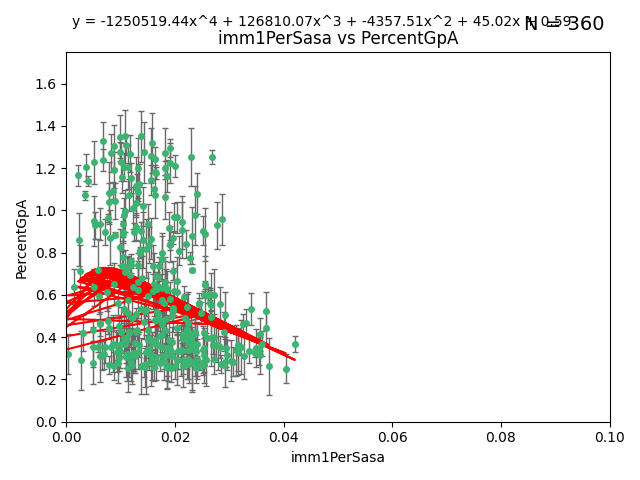 y = -1250519.44x^4 + 126810.07x^3 + -4357.51x^2 + 45.02x + 0.59
N = 360
imm1PerSasa vs PercentGpA
1.6
1.4
1.2
1.0
0.8
0.6
0.4
0.2
0.0
PercentGpA
0.00 0.02 0.04 0.06 0.08 0.10
imm1PerSasa